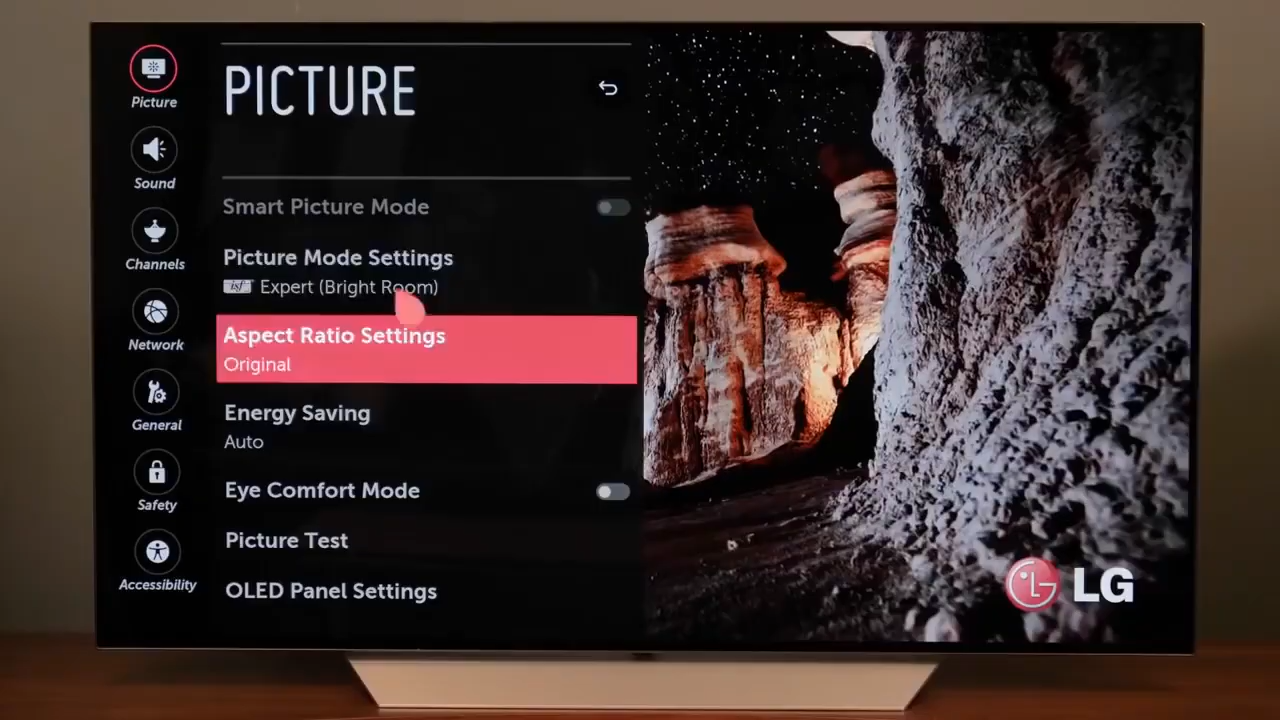 Picture
Sound
Channels
Network
General
Safety
Accessibility
PICTURE
Smart Picture Mode
Picture Mode Settings
isf Expert (Bright Room)
Aspect Ratio Settings
Original
Energy Saving
Auto
Eye Comfort Mode
Picture Test
OLED Panel Settings
LG